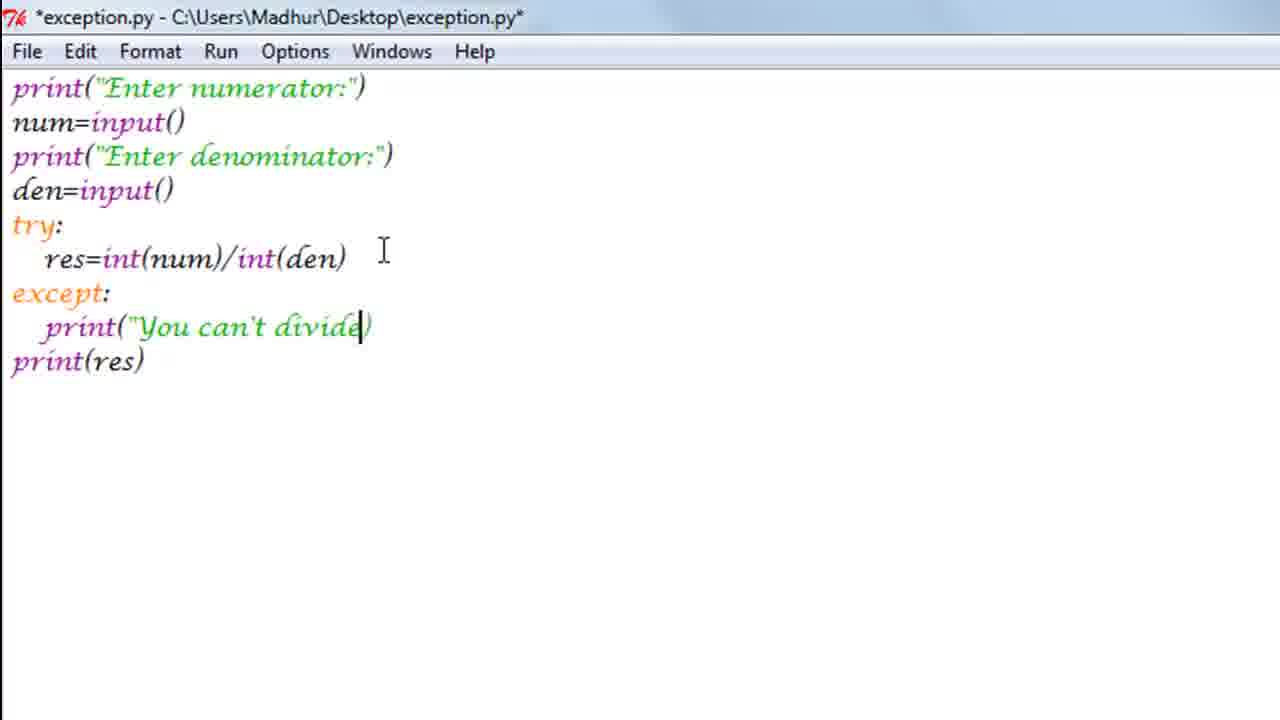 *exception.py - C:\Users\Madhur\Desktop\exception.py*
File Edit Format Run Options Windows Help
print("Enter numerator:")
num=input()
print("Enter denominator:")
den=input()
try:
    res=int(num)/int(den)
except:
    print("You can't divide)
print(res)